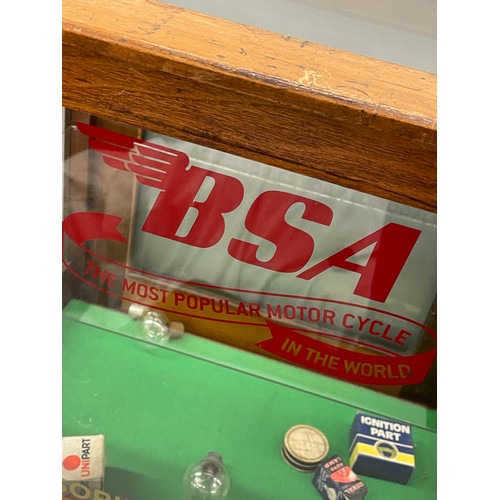 BSA
THE MOST POPULAR MOTOR CYCLE
IN THE WORLD
IGNITION
PART
UNIPART